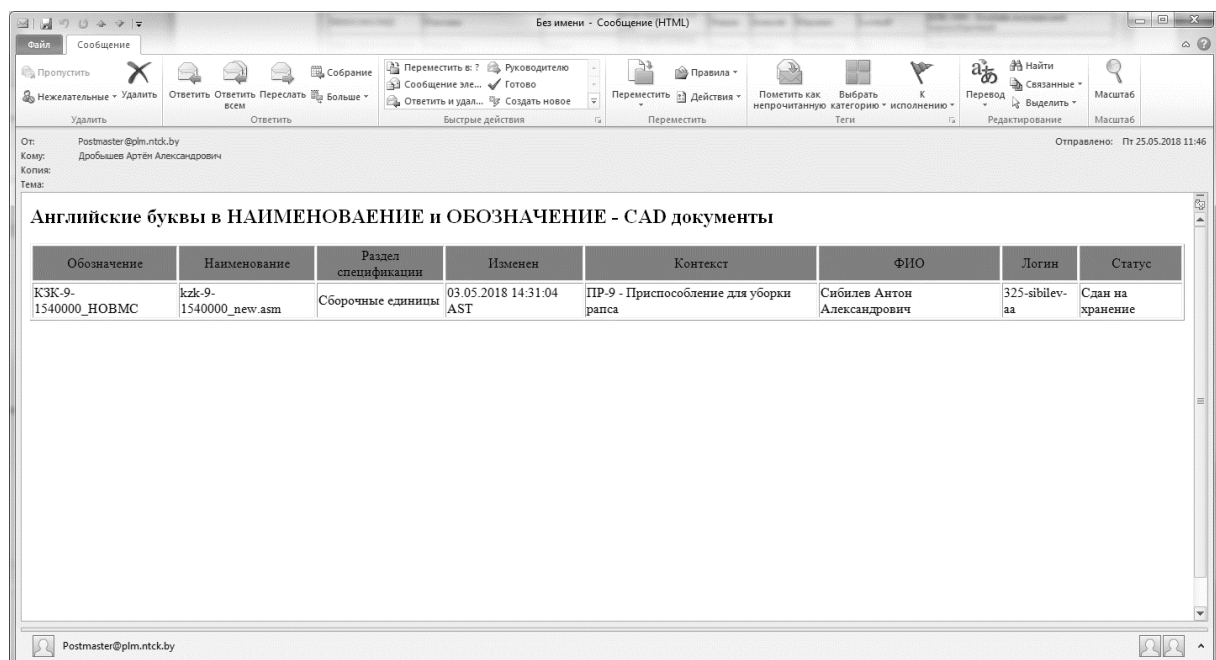 Без имени - Сообщение (HTML)
Файл Сообщение
Пропустить
Нежелательные
Удалить
Удалить
Ответить Ответить всем Переслать
Собрание
Больше
Ответить
Переместить в: ? Руководителю
Сообщение эле... Готово
Ответить и удал... Создать новое
Быстрые действия
Переместить
Правила
Действия
Переместить
Пометить как непрочитанную
Выбрать категорию
К исполнению
Теги
Перевод
Найти
Связанные
Выделить
Редактирование
Масштаб
Масштаб
От: Postmaster@plm.ntck.by
Отправлено: Пт 25.05.2018 11:46
Кому: Дробышев Артём Александрович
Копия:
Тема:
Английские буквы в НАИМЕНОВАЕНИЕ и ОБОЗНАЧЕНИЕ - CAD документы
Обозначение Наименование Раздел спецификации Изменен Контекст ФИО Логин Статус
КЗК-9-
1540000_НОВМС
kzk-9-
1540000_new.asm
Сборочные единицы
03.05.2018 14:31:04
AST
ПР-9 - Приспособление для уборки
рапса
Сибилев Антон
Александрович
325-sibilev-
aa
Сдан на
хранение
Postmaster@plm.ntck.by